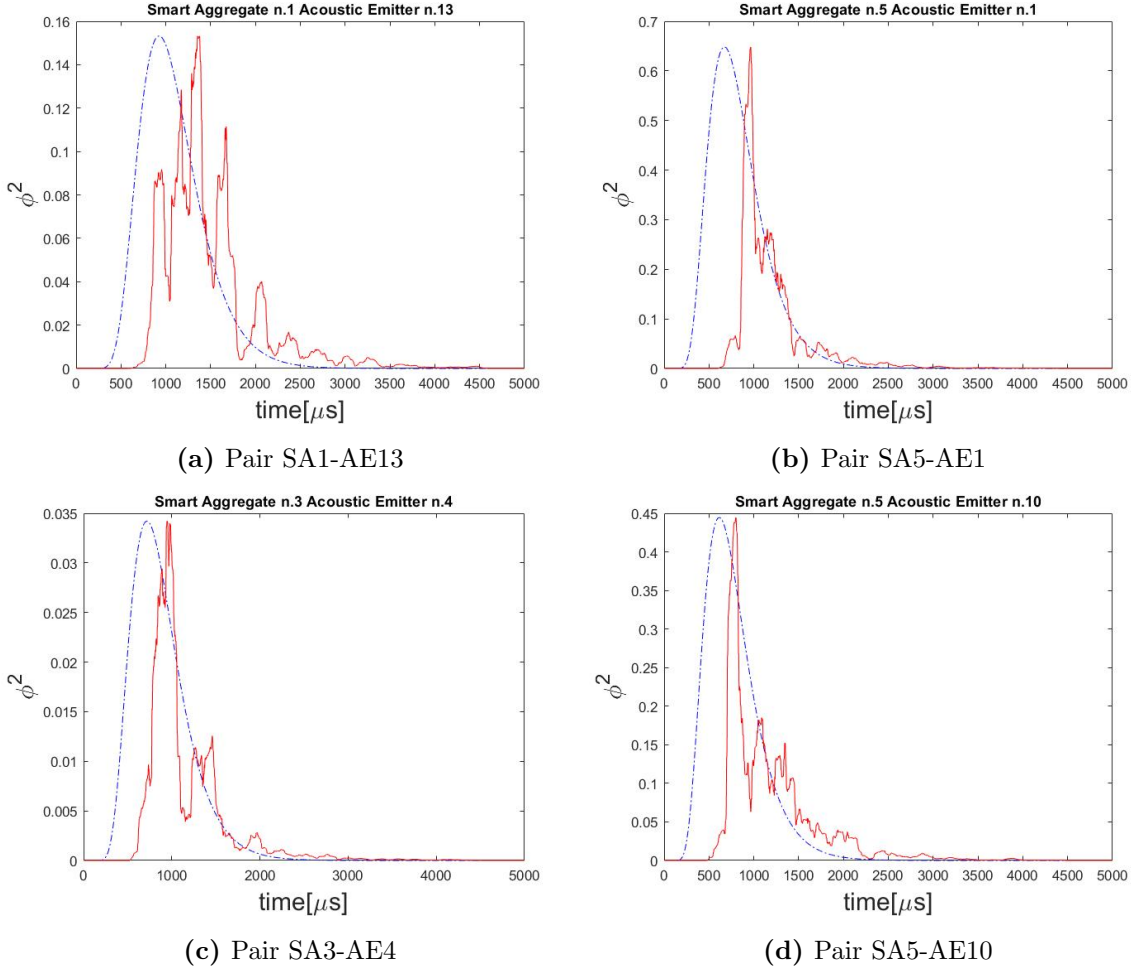 Smart Aggregate n.1 Acoustic Emitter n.13
0.16
0.14
0.12
0.1
0.08
0.06
0.04
0.02
0
ϕ²
0 500 1000 1500 2000 2500 3000 3500 4000 4500 5000
time[μs]
(a) Pair SA1-AE13
Smart Aggregate n.5 Acoustic Emitter n.1
0.7
0.6
0.5
0.4
0.3
0.2
0.1
0
ϕ²
0 500 1000 1500 2000 2500 3000 3500 4000 4500 5000
time[μs]
(b) Pair SA5-AE1
Smart Aggregate n.3 Acoustic Emitter n.4
0.035
0.03
0.025
0.02
0.015
0.01
0.005
0
ϕ²
0 1000 2000 3000 4000 5000
time[μs]
(c) Pair SA3-AE4
Smart Aggregate n.5 Acoustic Emitter n.10
0.45
0.4
0.35
0.3
0.25
0.2
0.15
0.1
0.05
0
ϕ²
0 500 1000 1500 2000 2500 3000 3500 4000 4500 5000
time[μs]
(d) Pair SA5-AE10